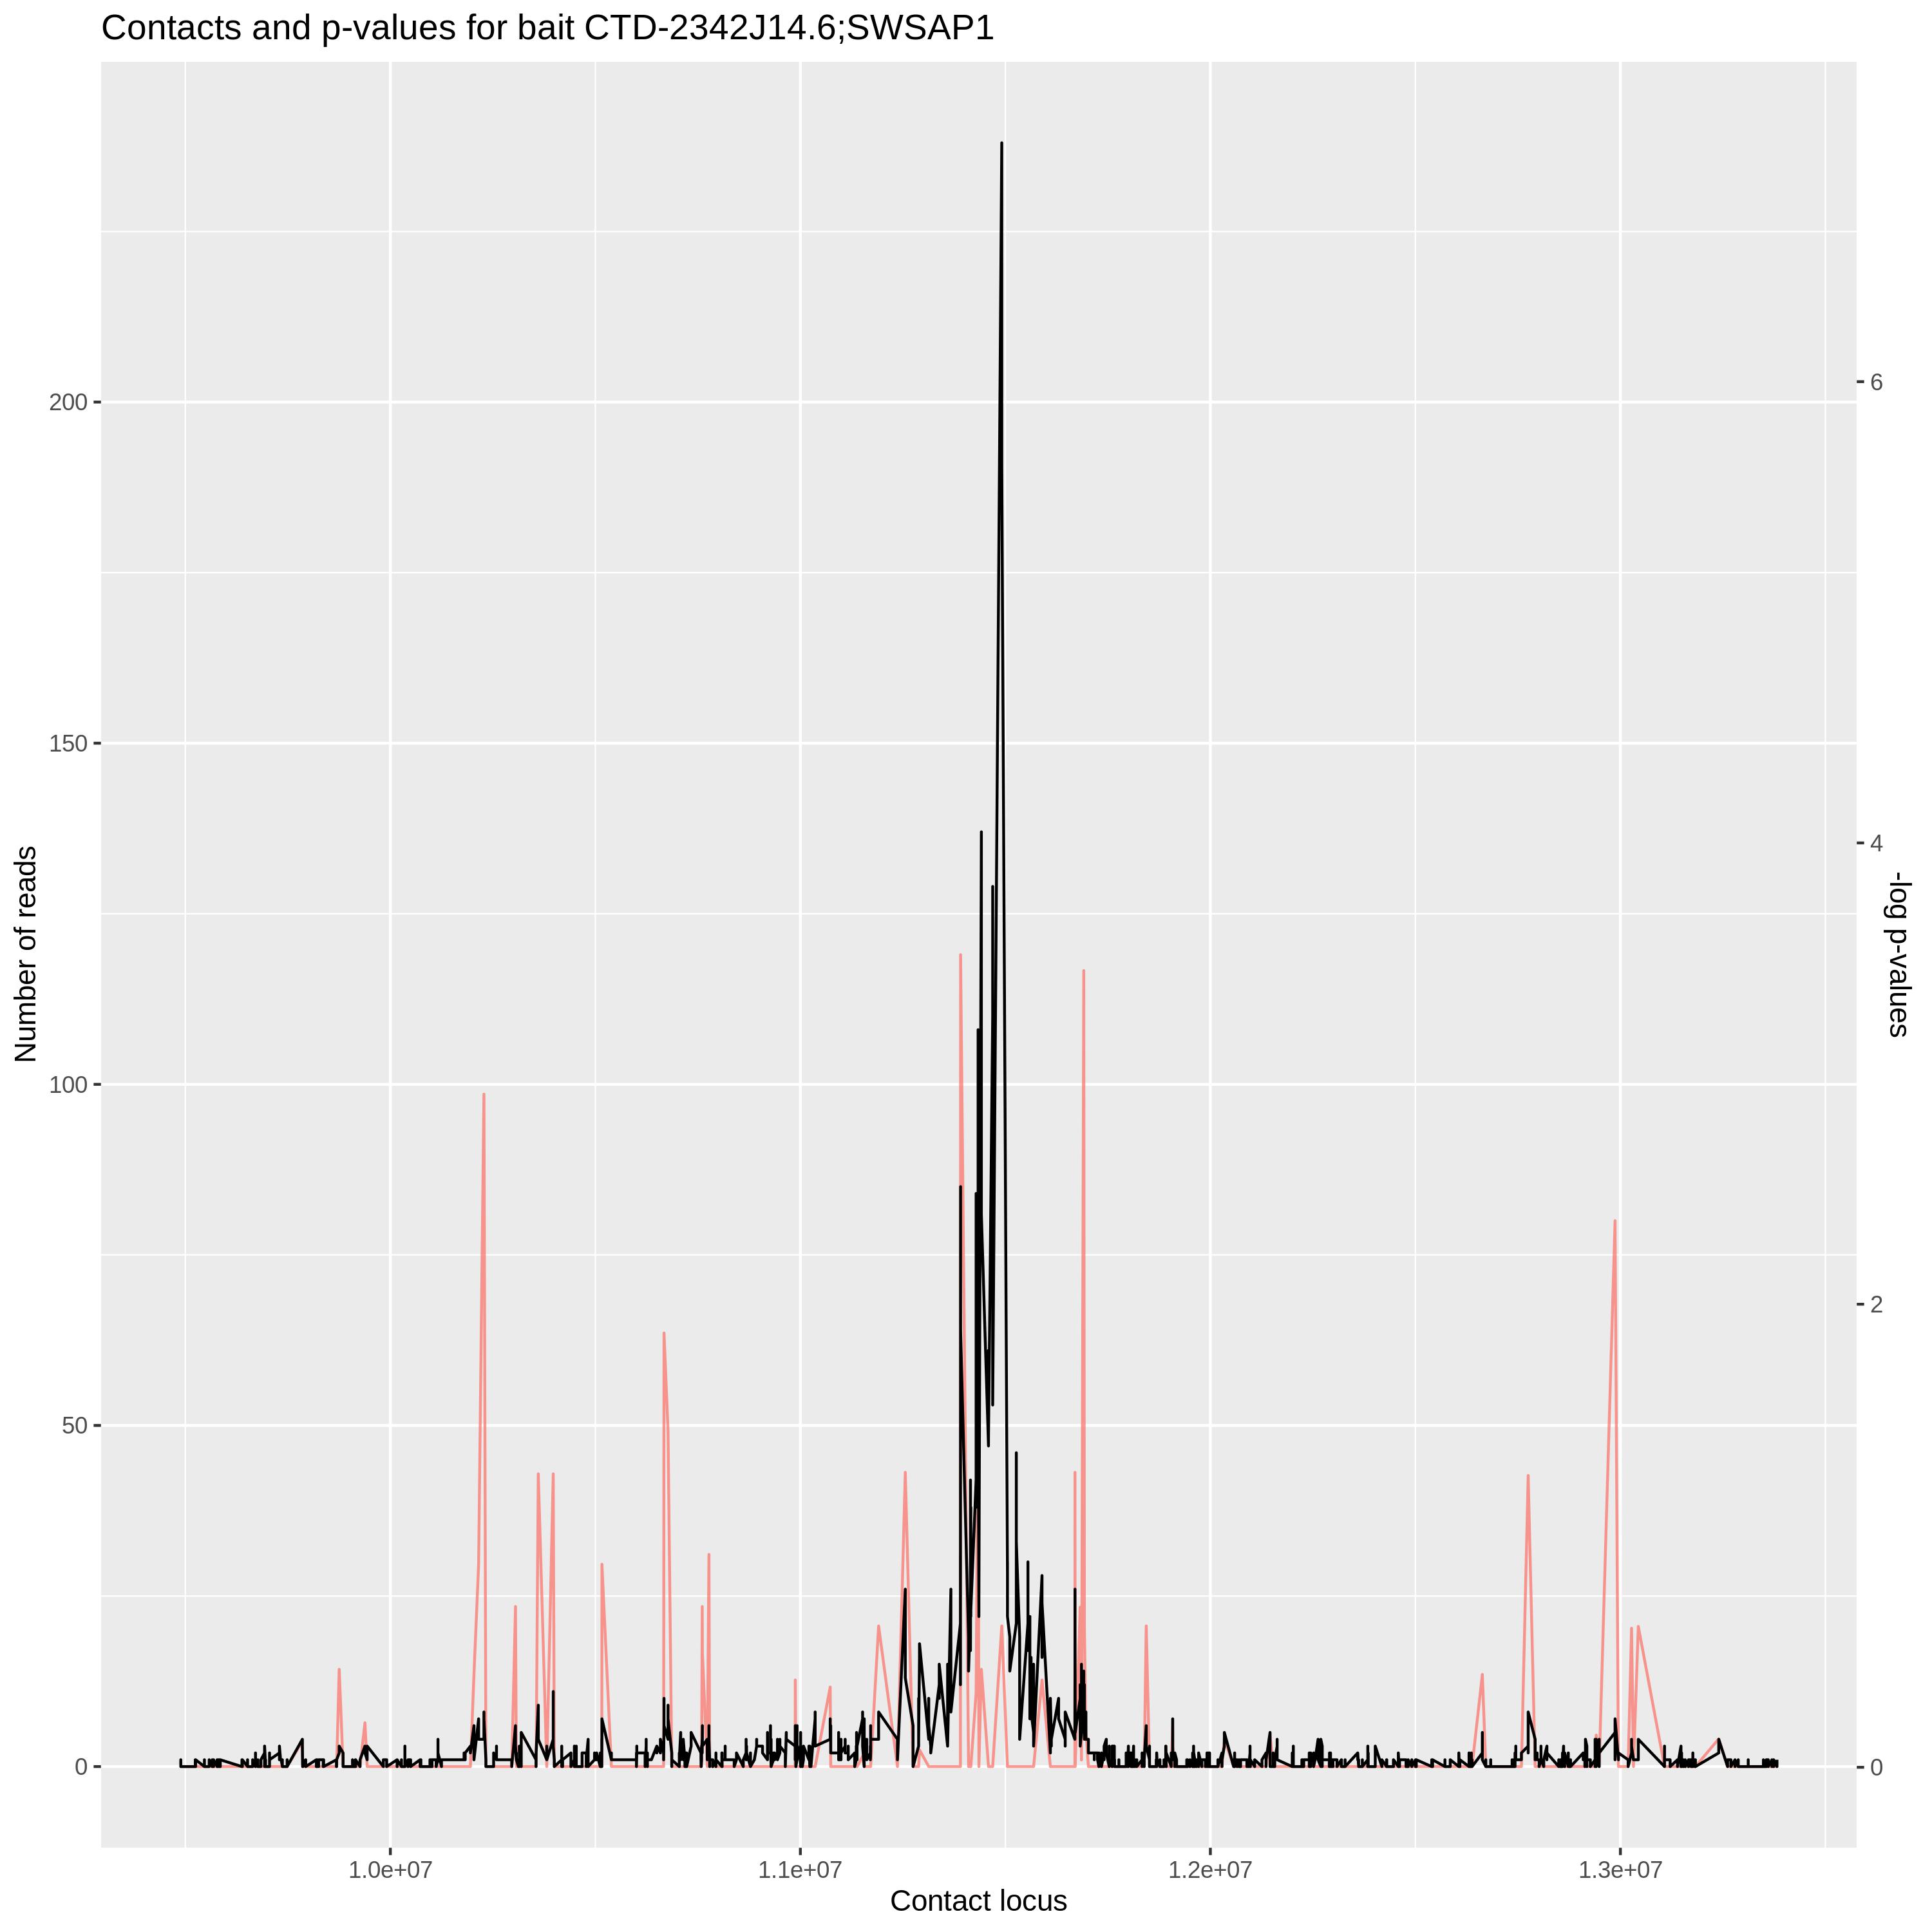 Contacts and p-values for bait CTD-2342J14.6;SWSAP1
Number of reads
200
150
100
50
0
6
4
2
0
-log p-values
1.0e+07
1.1e+07
1.2e+07
1.3e+07
Contact locus